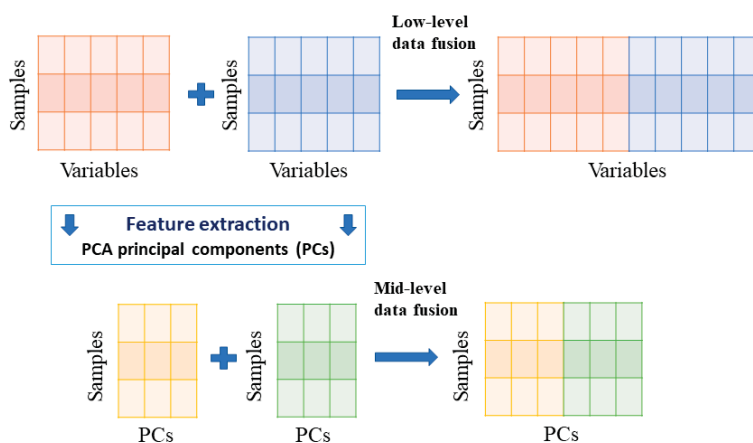 Low-level
data fusion
Samples
Samples
Samples
Variables
Variables
Variables
Feature extraction
PCA principal components (PCs)
Mid-level
data fusion
Samples
Samples
Samples
PCs
PCs
PCs